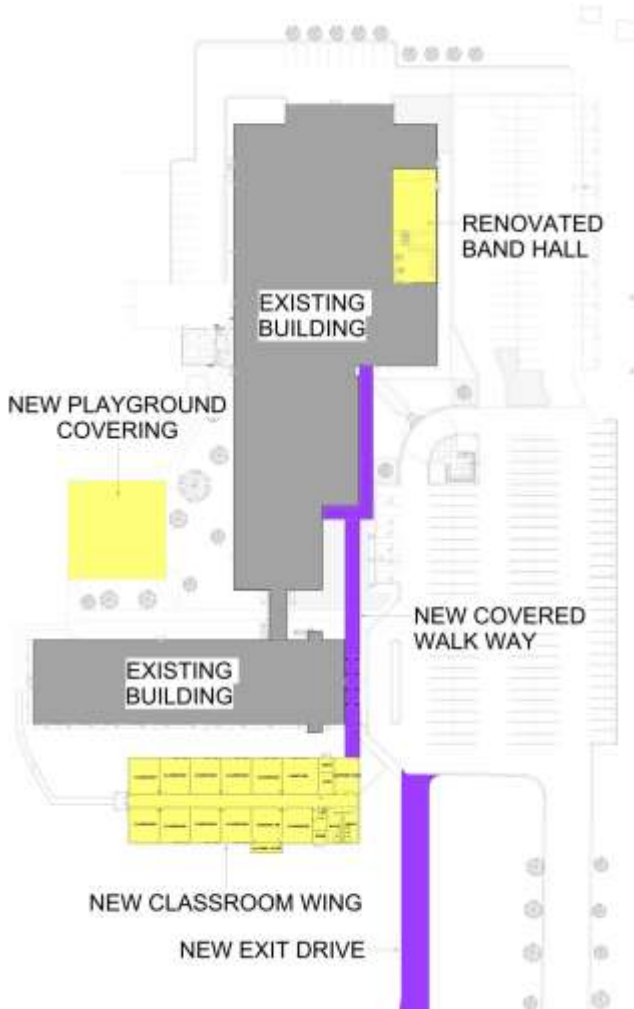 RENOVATED
BAND HALL
EXISTING
BUILDING
NEW PLAYGROUND
COVERING
NEW COVERED
WALK WAY
EXISTING
BUILDING
NEW CLASSROOM WING
NEW EXIT DRIVE